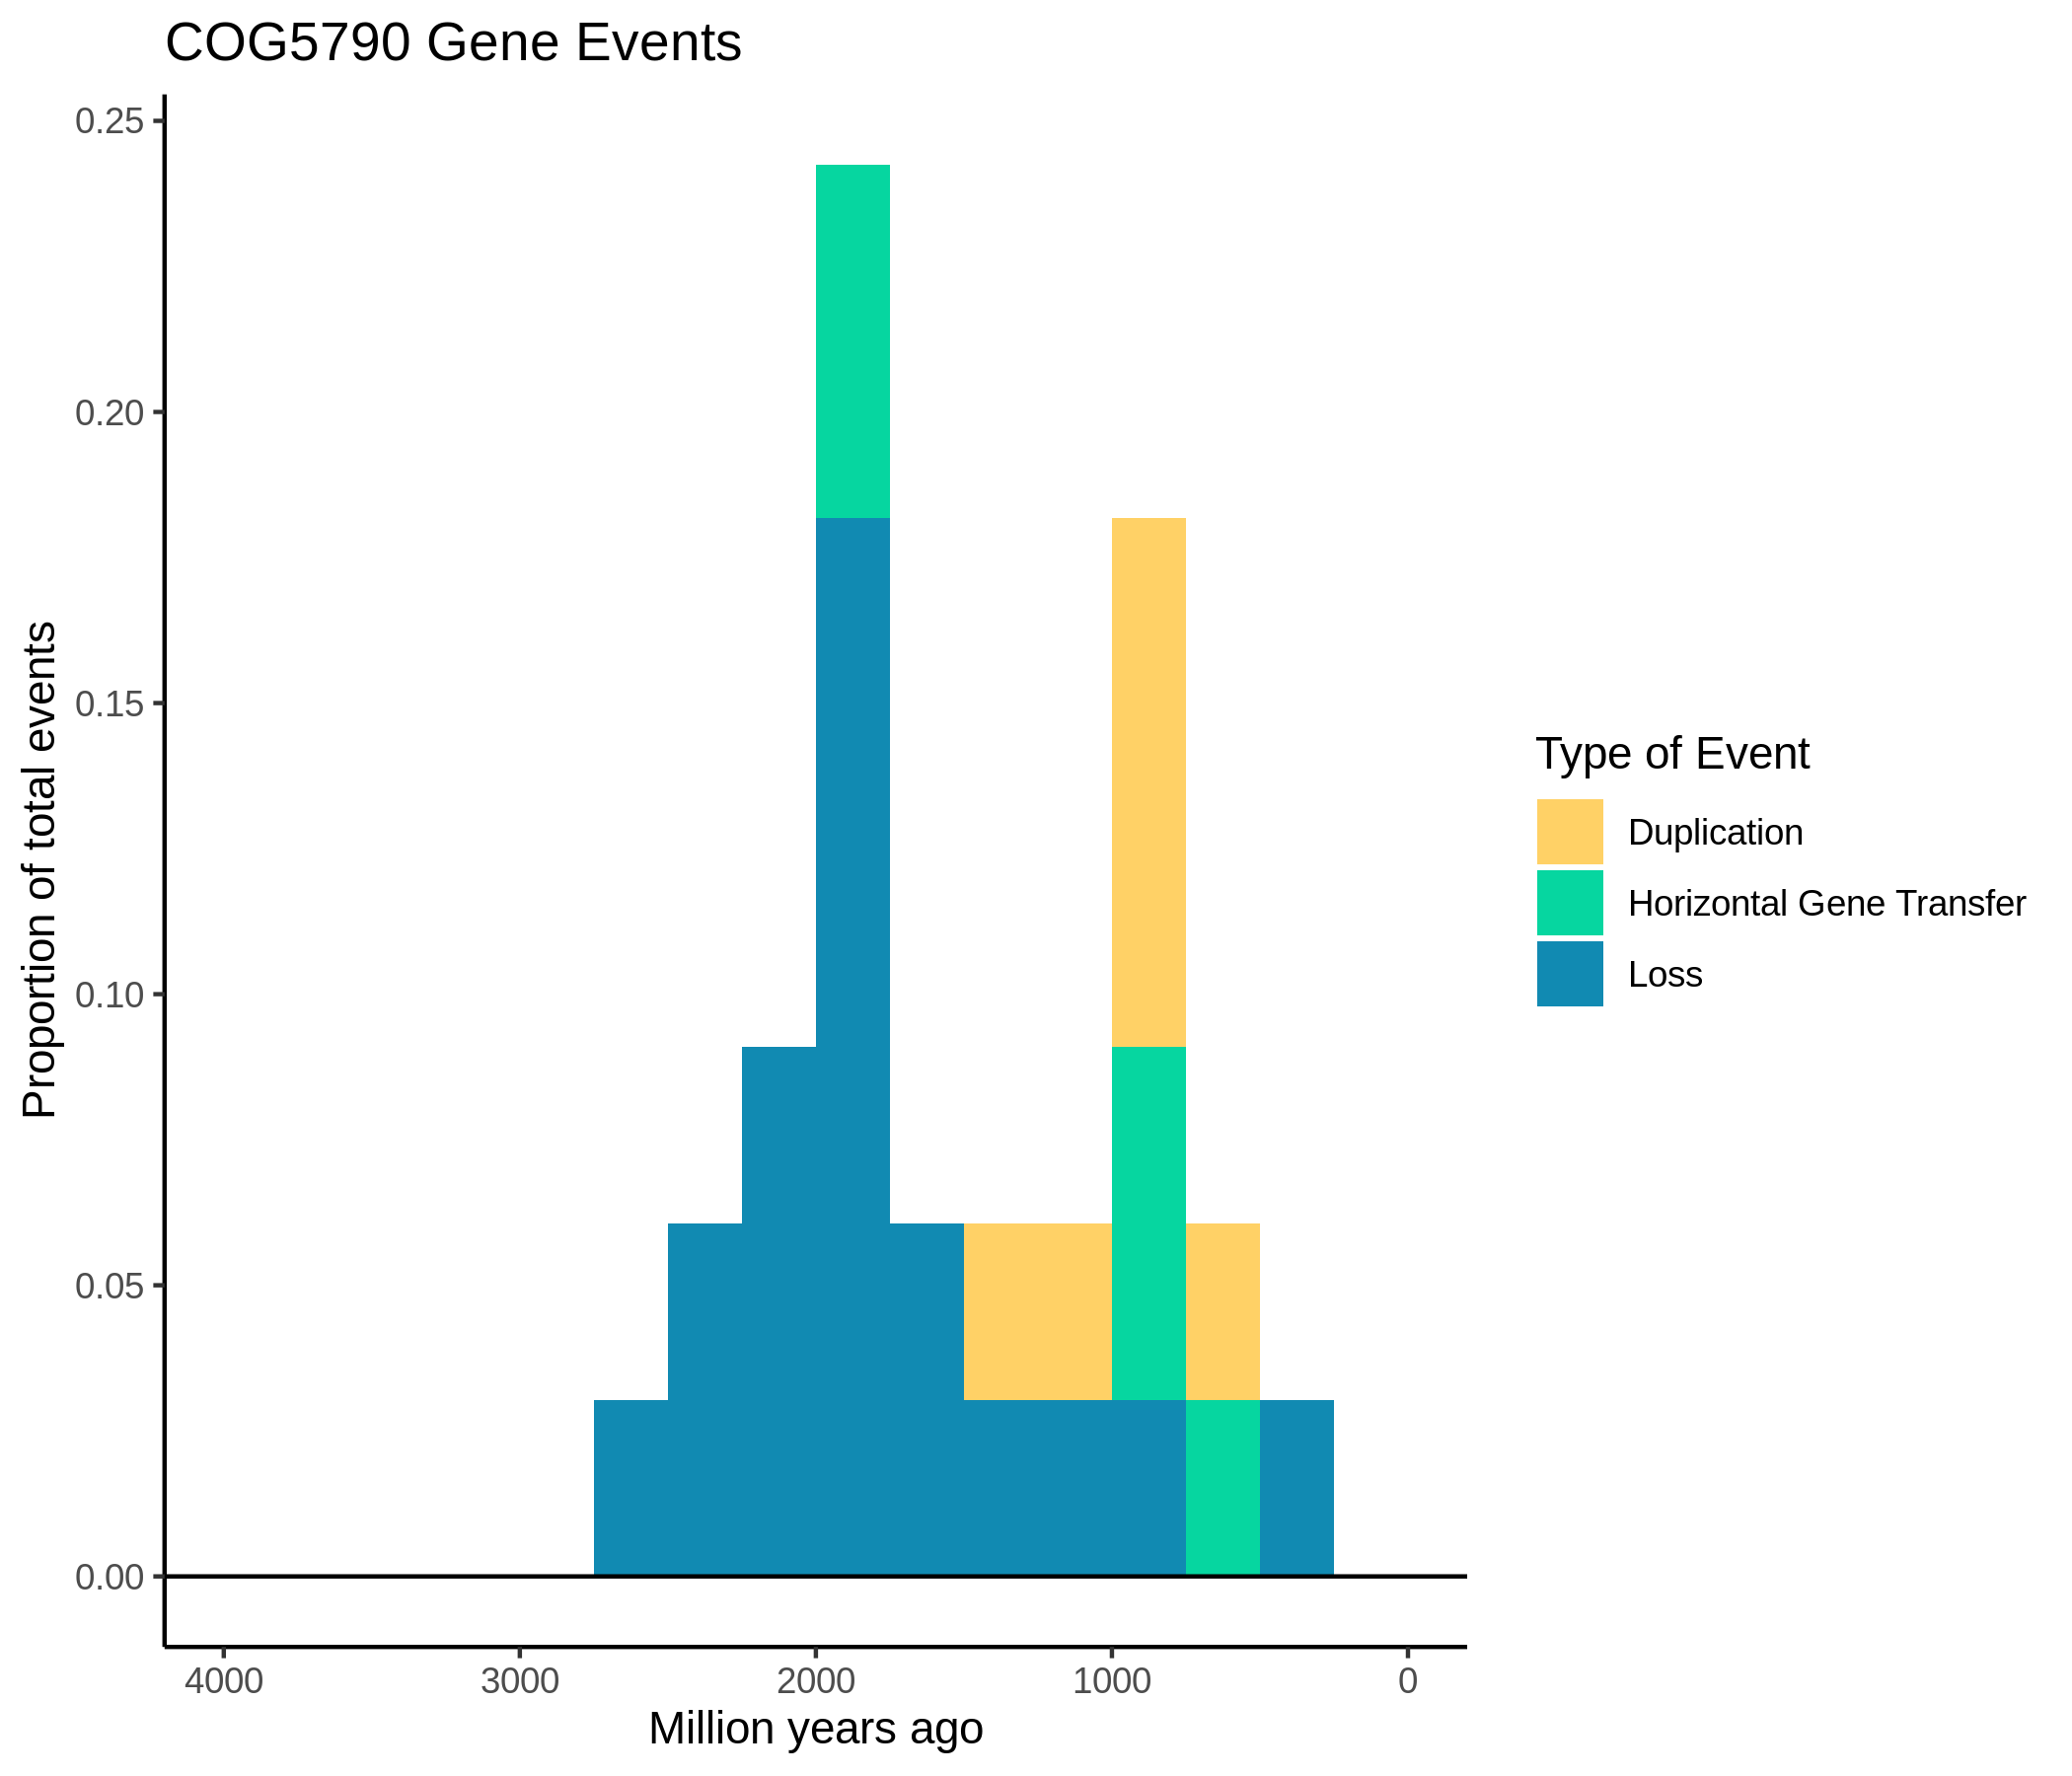 COG5790 Gene Events
Proportion of total events
0.25
0.20
0.15
0.10
0.05
0.00
4000 3000 2000 1000 0
Million years ago
Type of Event
Duplication
Horizontal Gene Transfer
Loss